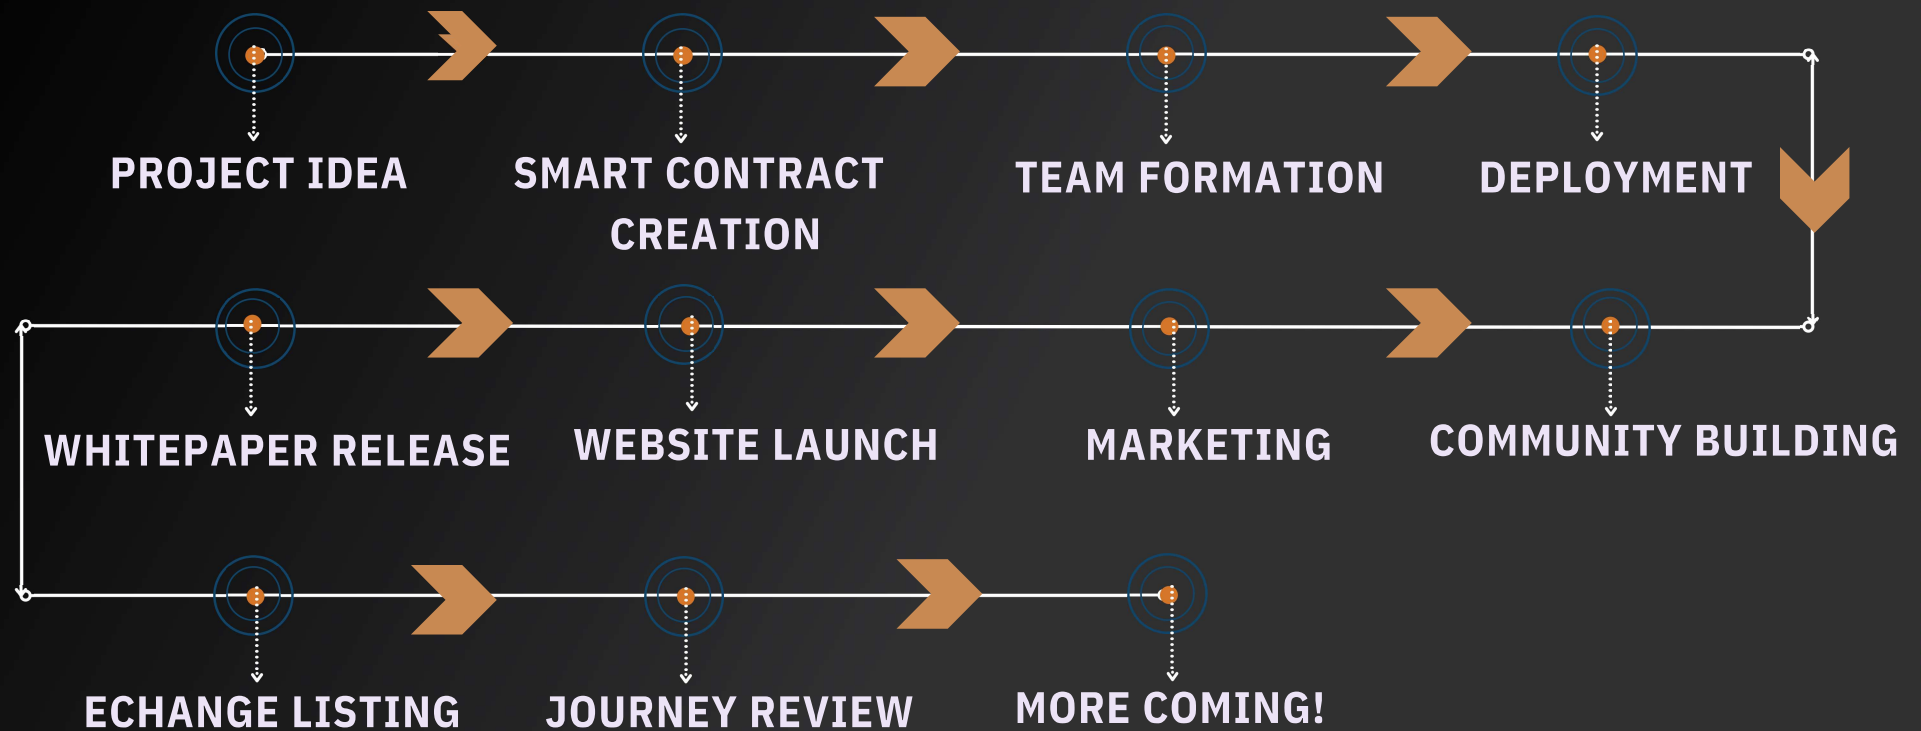 PROJECT IDEA
SMART CONTRACT
CREATION
TEAM FORMATION
DEPLOYMENT
WHITEPAPER RELEASE
WEBSITE LAUNCH
MARKETING
COMMUNITY BUILDING
ECHANGE LISTING
JOURNEY REVIEW
MORE COMING!